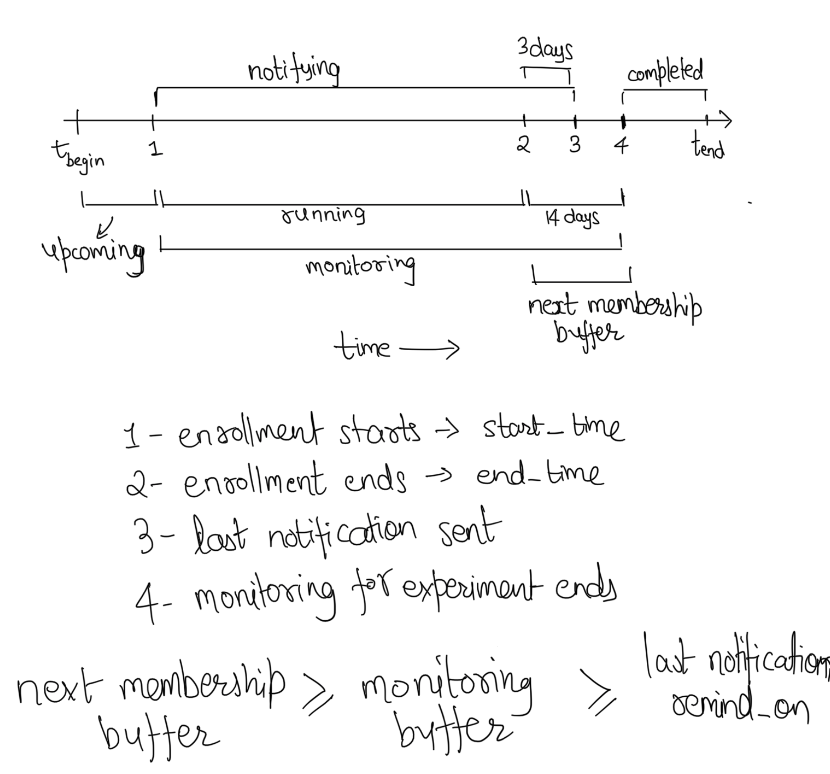 3 days
notifying
completed
t begin
1
2
3
4
tend
running
14 days
upcoming
monitoring
next membership
buffer
time →
1 - enrollment starts → start_time
2- enrollment ends → end_time
3 - last notification sent
4- monitoring for experiment ends
next membership buffer ≥ monitoring buffer ≥ last notification remind_on